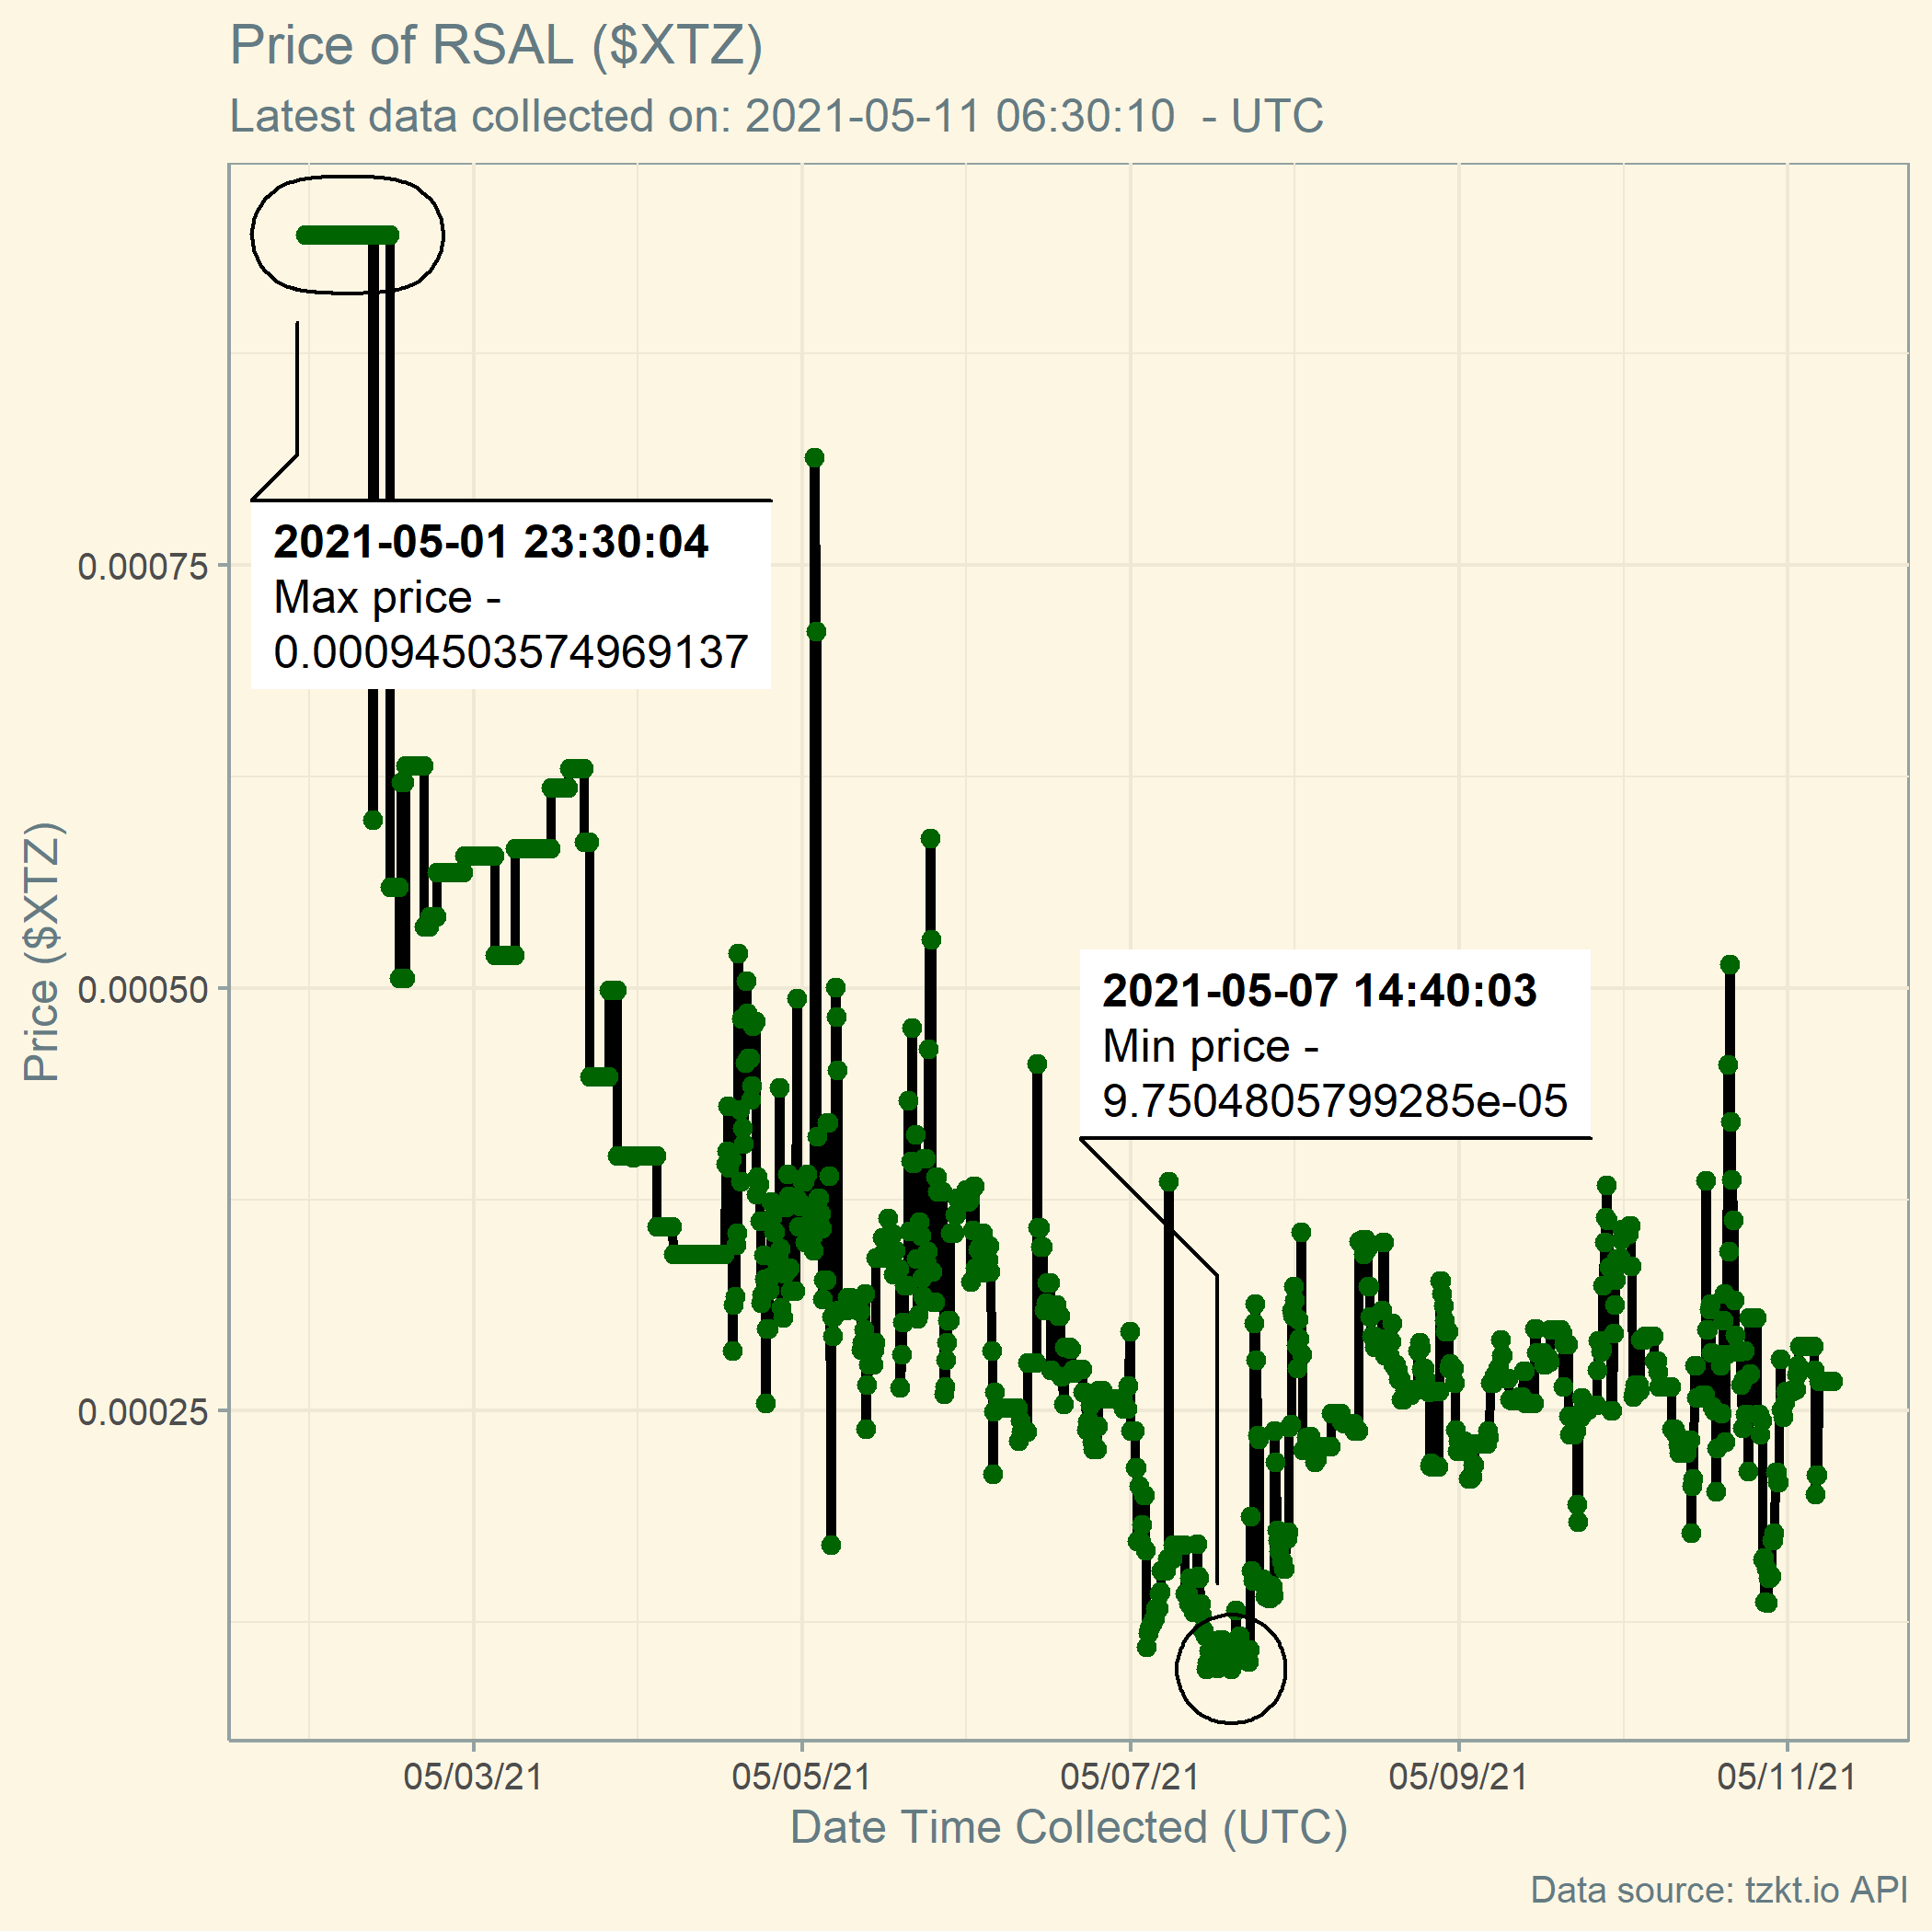 Price of RSAL ($XTZ)
Latest data collected on: 2021-05-11 06:30:10  - UTC
2021-05-01 23:30:04
Max price -
0.00094503574969137
0.00075
Price ($XTZ)
0.00050
2021-05-07 14:40:03
Min price -
9.7504805799285e-05
0.00025
05/03/21
05/05/21
05/07/21
05/09/21
05/11/21
Date Time Collected (UTC)
Data source: tzkt.io API